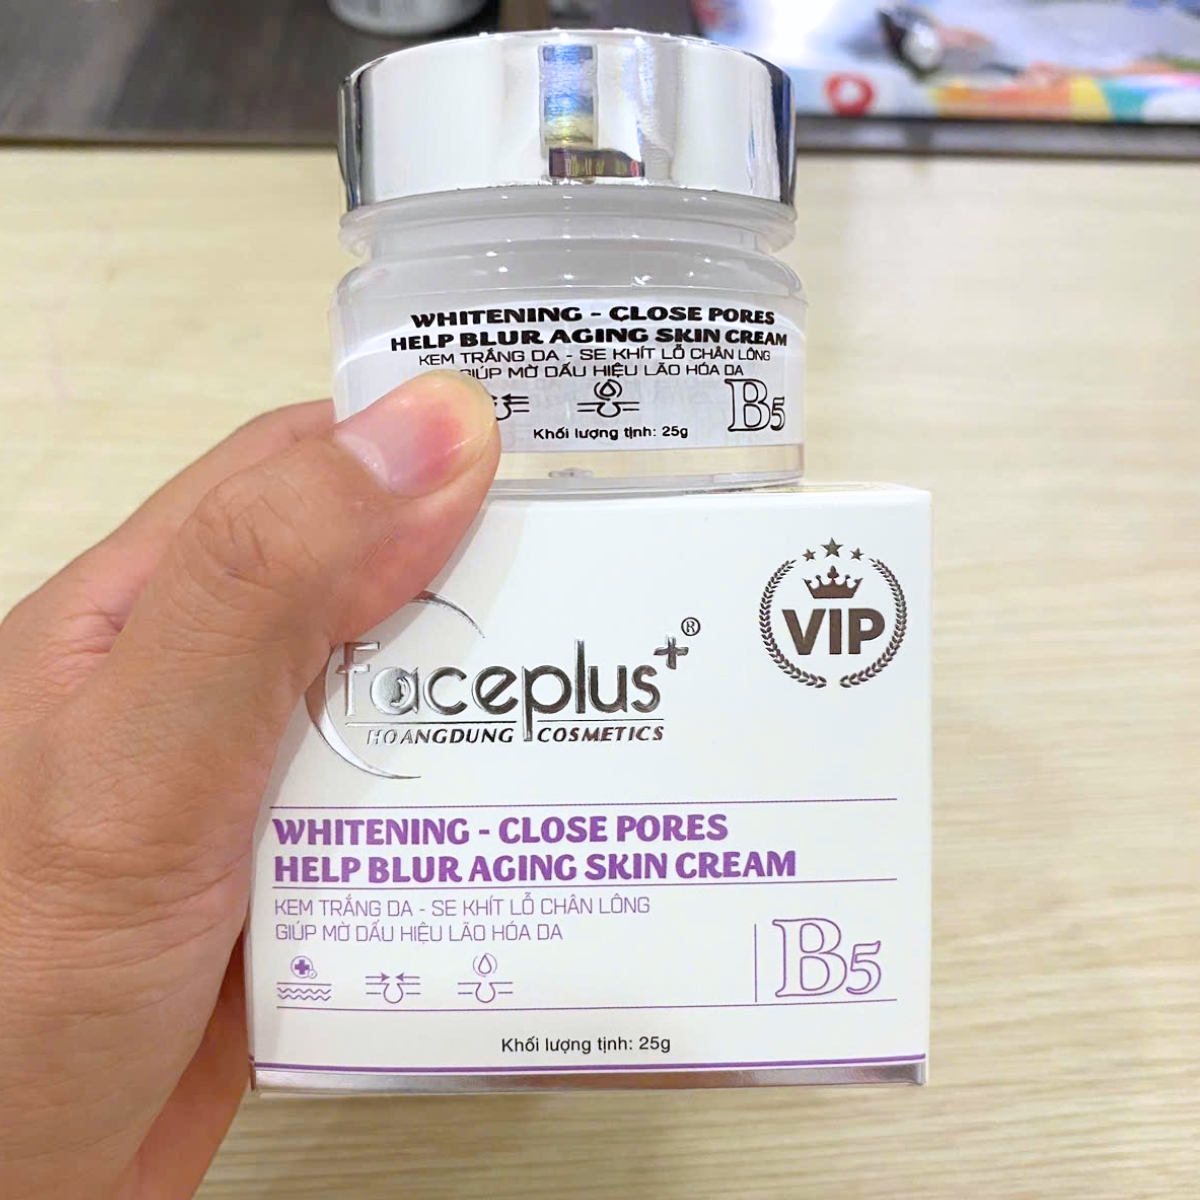 WHITENING - CLOSE PORES
HELP BLUR AGING SKIN CREAM
KEM TRẮNG DA - SE KHÍT LỖ CHÂN LÔNG
GIÚP MỜ DẤU HIỆU LÃO HÓA DA
B5
Khối lượng tịnh: 25g
VIP
faceplus+®
HOANGDUNG COSMETICS
WHITENING - CLOSE PORES
HELP BLUR AGING SKIN CREAM
KEM TRẮNG DA - SE KHÍT LỖ CHÂN LÔNG
GIÚP MỜ DẤU HIỆU LÃO HÓA DA
B5
Khối lượng tịnh: 25g